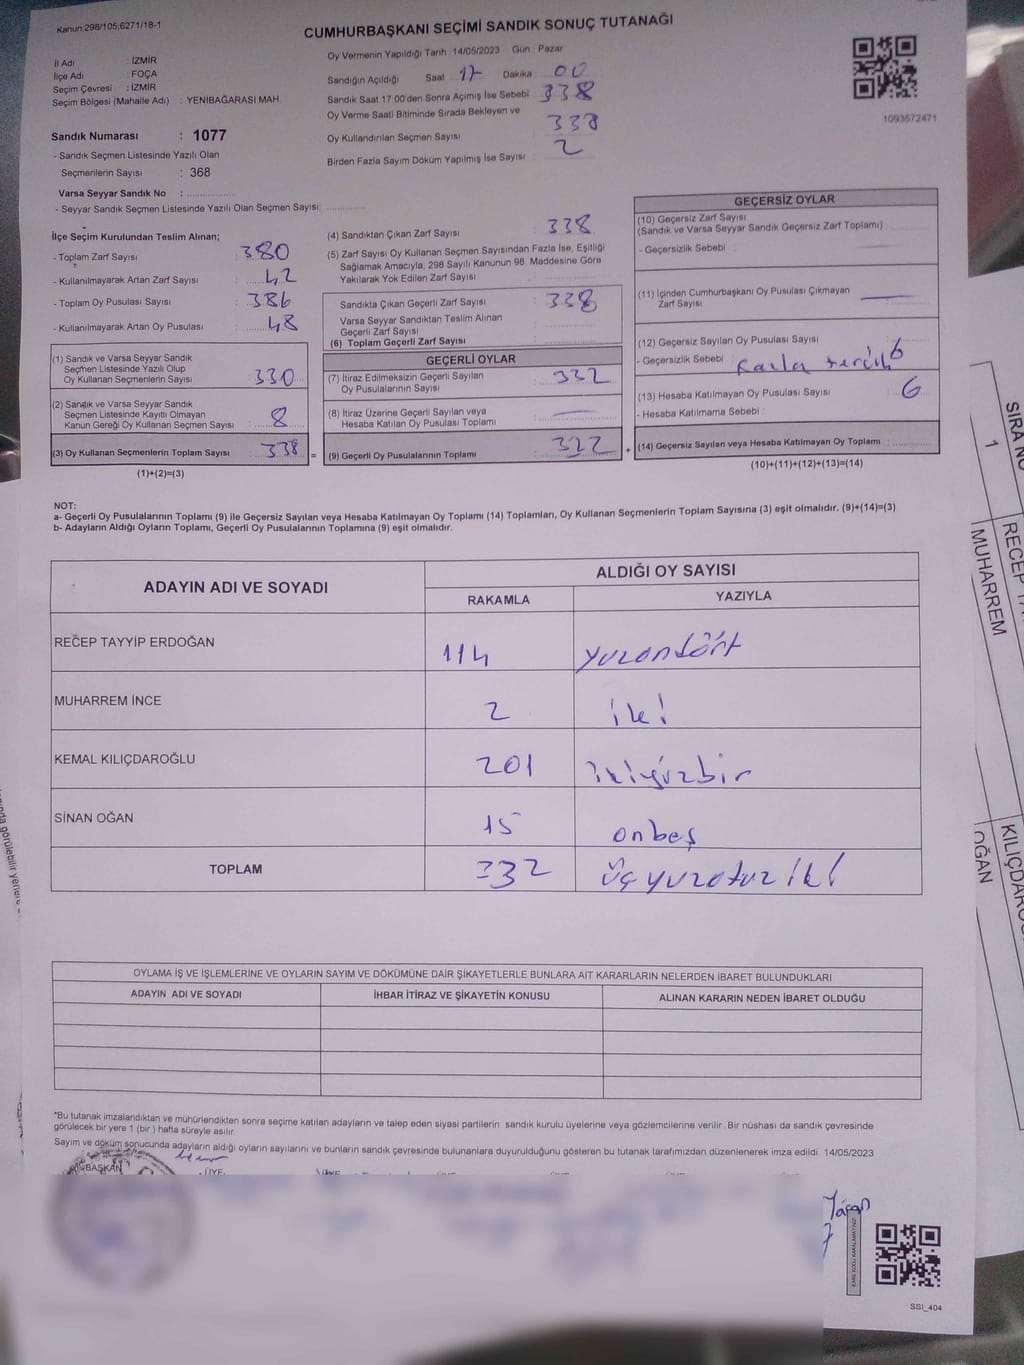 Kanun:298/105;6271/18-1
CUMHURBAŞKANI SEÇİMİ SANDIK SONUÇ TUTANAĞI
İl Adı : İZMİR
İlçe Adı : FOÇA
Seçim Çevresi : İZMİR
Seçim Bölgesi (Mahalle Adı) : YENİBAĞARASI MAH
Sandık Numarası : 1077
- Sandık Seçmen Listesinde Yazılı Olan
Seçmenlerin Sayısı : 368
Varsa Seyyar Sandık No :
- Seyyar Sandık Seçmen Listesinde Yazılı Olan Seçmen Sayısı:
Oy Vermenin Yapıldığı Tarih : 14/05/2023 Gün : Pazar
Sandığın Açıldığı Saat 17 Dakika 00
Sandık Saat 17:00'den Sonra Açımış İse Sebebi : 338
Oy Verme Saati Bitiminde Sırada Bekleyen ve
Oy Kullandırılan Seçmen Sayısı : 338
Birden Fazla Sayım Döküm Yapılmış İse Sayısı : 2
1093672471
İlçe Seçim Kurulundan Teslim Alınan;
- Toplam Zarf Sayısı : 380
- Kullanılmayarak Artan Zarf Sayısı : 42
- Toplam Oy Pusulası Sayısı : 386
- Kullanılmayarak Artan Oy Pusulası : 48
(1) Sandık ve Varsa Seyyar Sandık
Seçmen Listesinde Yazılı Olup
Oy Kullanan Seçmenlerin Sayısı : 330
(2) Sandık ve Varsa Seyyar Sandık
Seçmen Listesinde Kayıtlı Olmayan
Kanun Gereği Oy Kullanan Seçmen Sayısı : 8
(3) Oy Kullanan Seçmenlerin Toplam Sayısı : 338 =
(1)+(2)=(3)
(4) Sandıktan Çıkan Zarf Sayısı : 338
(5) Zarf Sayısı Oy Kullanan Seçmen Sayısından Fazla İse, Eşitliği
Sağlamak Amacıyla, 298 Sayılı Kanunun 98. Maddesine Göre
Yakılarak Yok Edilen Zarf Sayısı :
Sandıkta Çıkan Geçerli Zarf Sayısı : 338
Varsa Seyyar Sandıktan Teslim Alınan
Geçerli Zarf Sayısı :
(6) Toplam Geçerli Zarf Sayısı :
GEÇERLİ OYLAR
(7) İtiraz Edilmeksizin Geçerli Sayılan
Oy Pusulalarının Sayısı : 332
(8) İtiraz Üzerine Geçerli Sayılan veya
Hesaba Katılan Oy Pusulası Toplamı : —
(9) Geçerli Oy Pusulalarının Toplamı : 322 +
GEÇERSİZ OYLAR
(10) Geçersiz Zarf Sayısı
(Sandık ve Varsa Seyyar Sandık Geçersiz Zarf Toplamı) :
- Geçersizlik Sebebi :
(11) İçinden Cumhurbaşkanı Oy Pusulası Çıkmayan
Zarf Sayısı : —
(12) Geçersiz Sayılan Oy Pusulası Sayısı : 6
- Geçersizlik Sebebi : Fazla tercih
(13) Hesaba Katılmayan Oy Pusulası Sayısı : 6
- Hesaba Katılmama Sebebi :
(14) Geçersiz Sayılan veya Hesaba Katılmayan Oy Toplamı :
(10)+(11)+(12)+(13)=(14)
NOT:
a- Geçerli Oy Pusulalarının Toplamı (9) ile Geçersiz Sayılan veya Hesaba Katılmayan Oy Toplamı (14) Toplamları, Oy Kullanan Seçmenlerin Toplam Sayısına (3) eşit olmalıdır. (9)+(14)=(3)
b- Adayların Aldığı Oyların Toplamı, Geçerli Oy Pusulalarının Toplamına (9) eşit olmalıdır.
ADAYIN ADI VE SOYADI ALDIĞI OY SAYISI
RAKAMLA YAZIYLA
RECEP TAYYİP ERDOĞAN 114 yuzondört
MUHARREM İNCE 2 iki
KEMAL KILIÇDAROĞLU 201 ikiyüzbir
SİNAN OĞAN 15 onbeş
TOPLAM 332 üçyuzotuziki
OYLAMA İŞ VE İŞLEMLERİNE VE OYLARIN SAYIM VE DÖKÜMÜNE DAİR ŞİKAYETLERLE BUNLARA AİT KARARLARIN NELERDEN İBARET BULUNDUKLARI
ADAYIN ADI VE SOYADI İHBAR İTİRAZ VE ŞİKAYETİN KONUSU ALINAN KARARIN NEDEN İBARET OLDUĞU
*Bu tutanak imzalandıktan ve mühürlendikten sonra seçime katılan adayların ve talep eden siyasi partilerin sandık kurulu üyelerine veya gözlemcilerine verilir. Bir nüshası da sandık çevresinde
görülecek bir yere 1 (bir) hafta süreyle asılır.
Sayım ve döküm sonucunda adayların aldığı oyların sayılarını ve bunların sandık çevresinde bulunanlara duyurulduğunu gösteren bu tutanak tarafımızdan düzenlenerek imza edildi. 14/05/2023
BAŞKAN ÜYE
KARE KODU KARALAMAYINIZ!
SSI_404
SIRA NO
1
MUHARREM
RECEP
KILIÇDARO
OĞAN